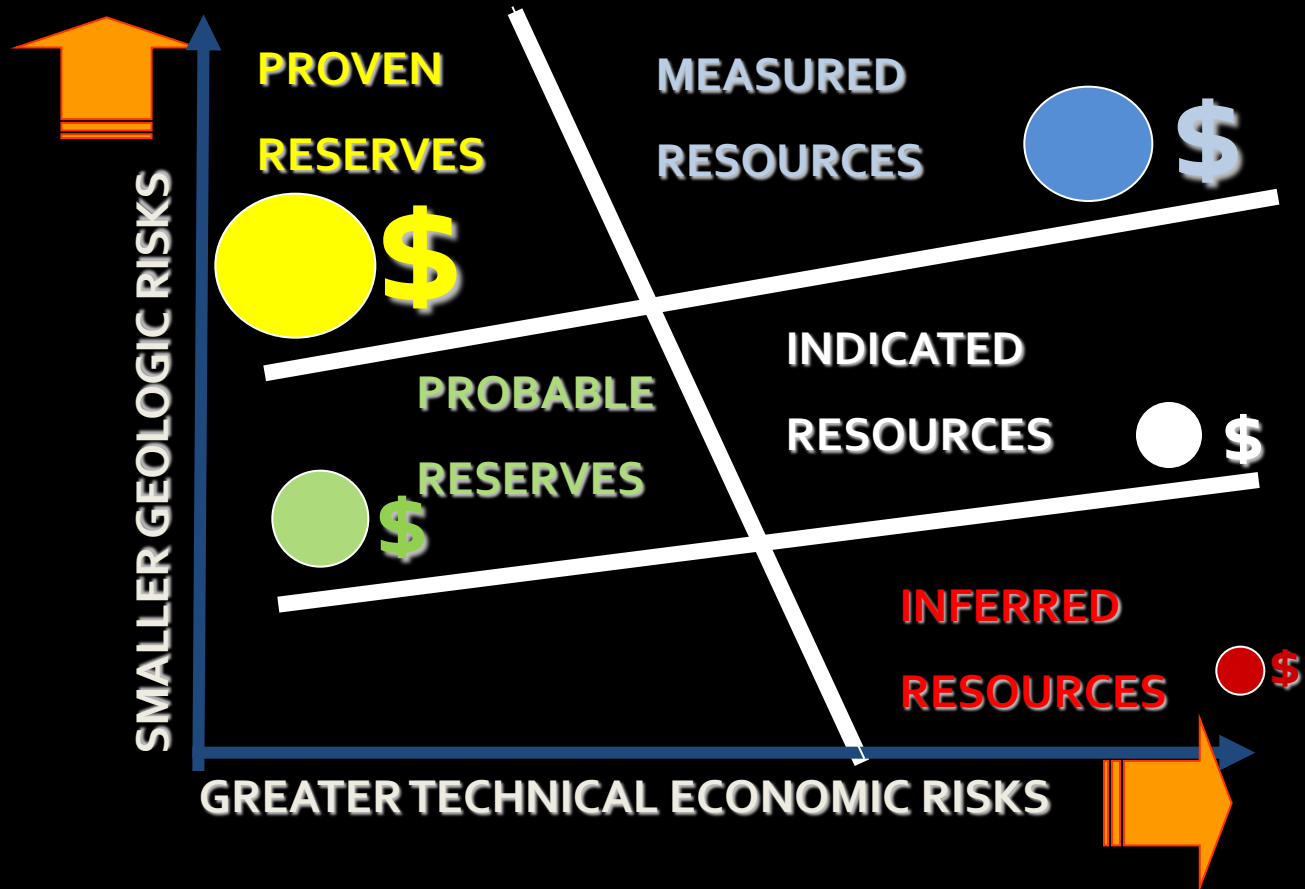 PROVEN
RESERVES
$
MEASURED
RESOURCES
$
PROBABLE
RESERVES
$
INDICATED
RESOURCES
$
INFERRED
RESOURCES
$
SMALLER GEOLOGIC RISKS
GREATER TECHNICAL ECONOMIC RISKS